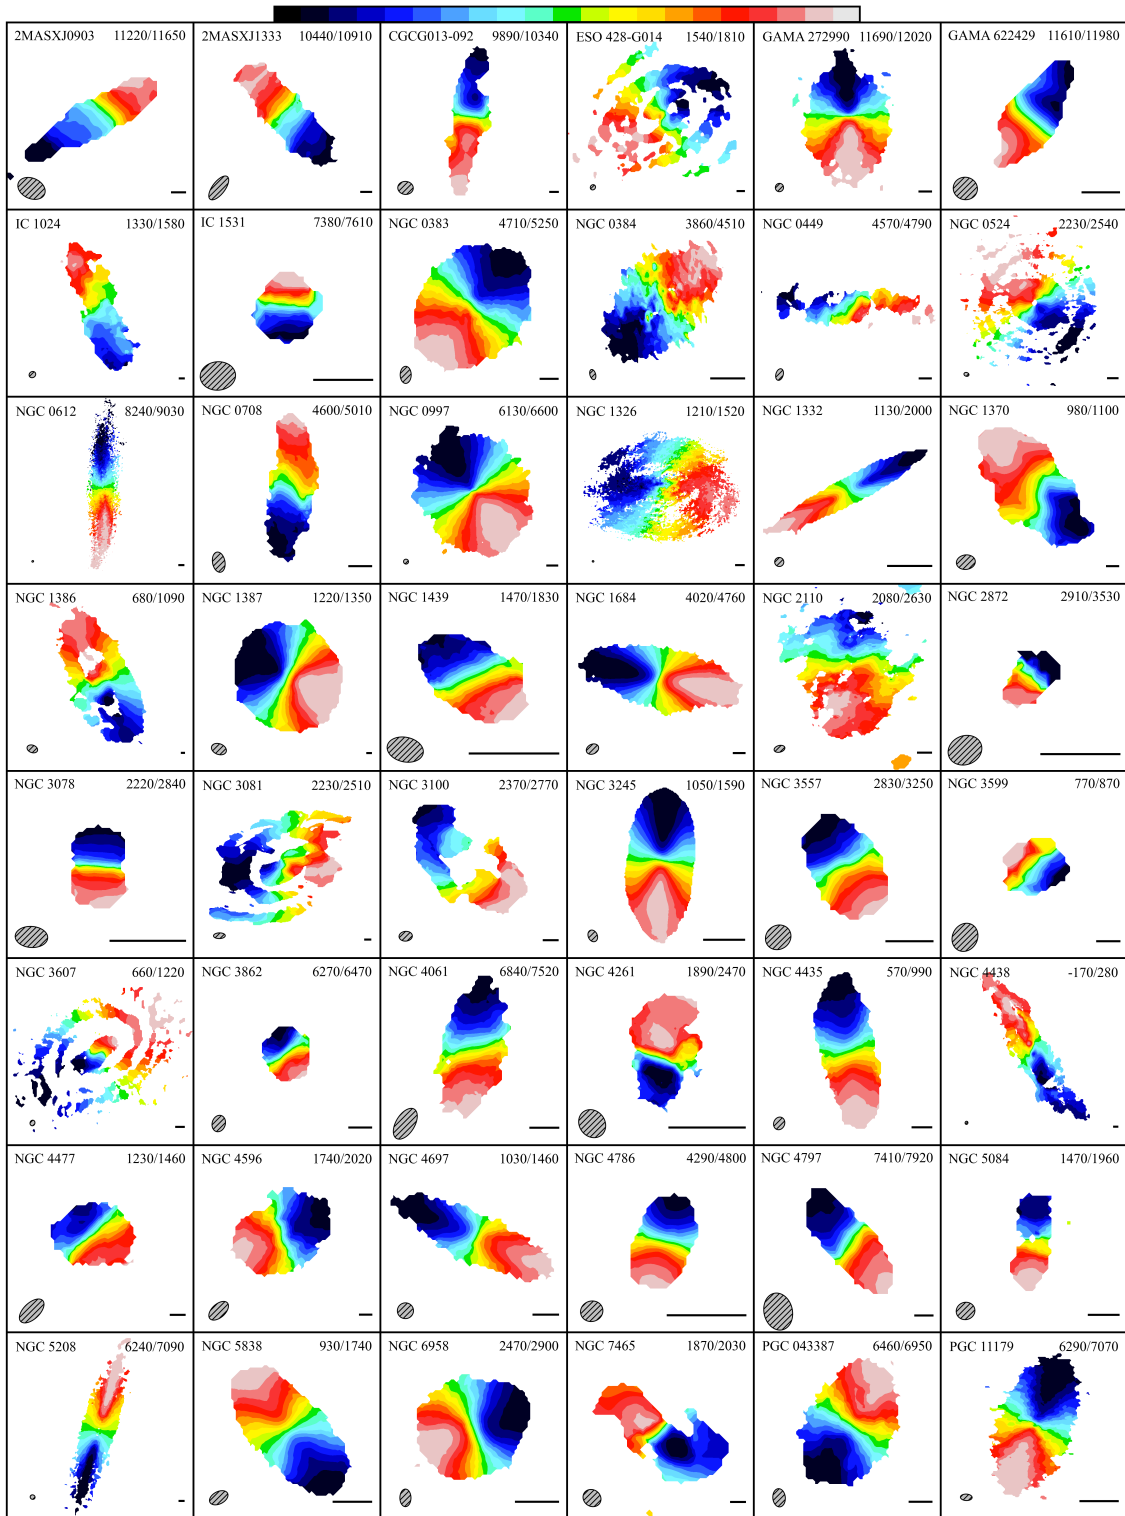 2MASXJ0903 11220/11650
2MASXJ1333 10440/10910
CGCG013-092 9890/10340
ESO 428-G014 1540/1810
GAMA 272990 11690/12020
GAMA 622429 11610/11980
IC 1024 1330/1580
IC 1531 7380/7610
NGC 0383 4710/5250
NGC 0384 3860/4510
NGC 0449 4570/4790
NGC 0524 2230/2540
NGC 0612 8240/9030
NGC 0708 4600/5010
NGC 0997 6130/6600
NGC 1326 1210/1520
NGC 1332 1130/2000
NGC 1370 980/1100
NGC 1386 680/1090
NGC 1387 1220/1350
NGC 1439 1470/1830
NGC 1684 4020/4760
NGC 2110 2080/2630
NGC 2872 2910/3530
NGC 3078 2220/2840
NGC 3081 2230/2510
NGC 3100 2370/2770
NGC 3245 1050/1590
NGC 3557 2830/3250
NGC 3599 770/870
NGC 3607 660/1220
NGC 3862 6270/6470
NGC 4061 6840/7520
NGC 4261 1890/2470
NGC 4435 570/990
NGC 4438 -170/280
NGC 4477 1230/1460
NGC 4596 1740/2020
NGC 4697 1030/1460
NGC 4786 4290/4800
NGC 4797 7410/7920
NGC 5084 1470/1960
NGC 5208 6240/7090
NGC 5838 930/1740
NGC 6958 2470/2900
NGC 7465 1870/2030
PGC 043387 6460/6950
PGC 11179 6290/7070